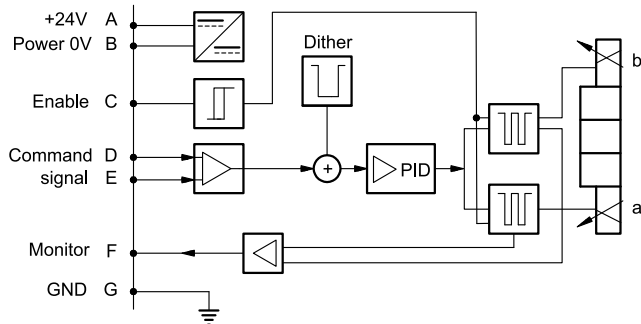 +24V A
Power 0V B
Dither
b
Enable C
Command D
signal E
+
PID
a
Monitor F
GND G